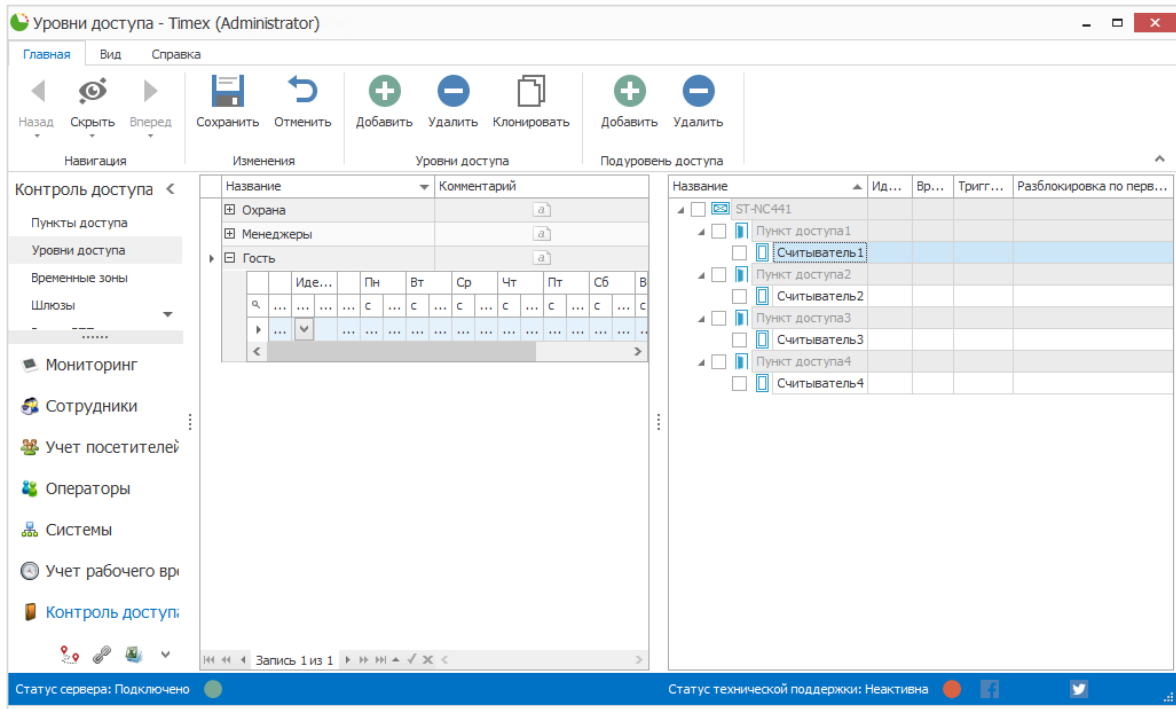 Уровни доступа - Timex (Administrator)
Главная Вид Справка
Назад Скрыть Вперед Сохранить Отменить Добавить Удалить Клонировать Добавить Удалить
Навигация Изменения Уровни доступа Подуровень доступа
Контроль доступа
Пункты доступа
Уровни доступа
Временные зоны
Шлюзы
Мониторинг
Сотрудники
Учет посетителей
Операторы
Системы
Учет рабочего вр
Контроль доступ
Название Комментарий
Охрана
Менеджеры
Гость
Иде... Пн Вт Ср Чт Пт Сб В
... ... ... ... с ... с ... с ... с ... с ... с ... с
... ... ... ... ... ... ... ... ... ... ... ... ... ... ...
Запись 1 из 1
Название Ид... Вр... Тригг... Разблокировка по перв...
ST-NC441
Пункт доступа1
Считыватель1
Пункт доступа2
Считыватель2
Пункт доступа3
Считыватель3
Пункт доступа4
Считыватель4
Статус сервера: Подключено Статус технической поддержки: Неактивна